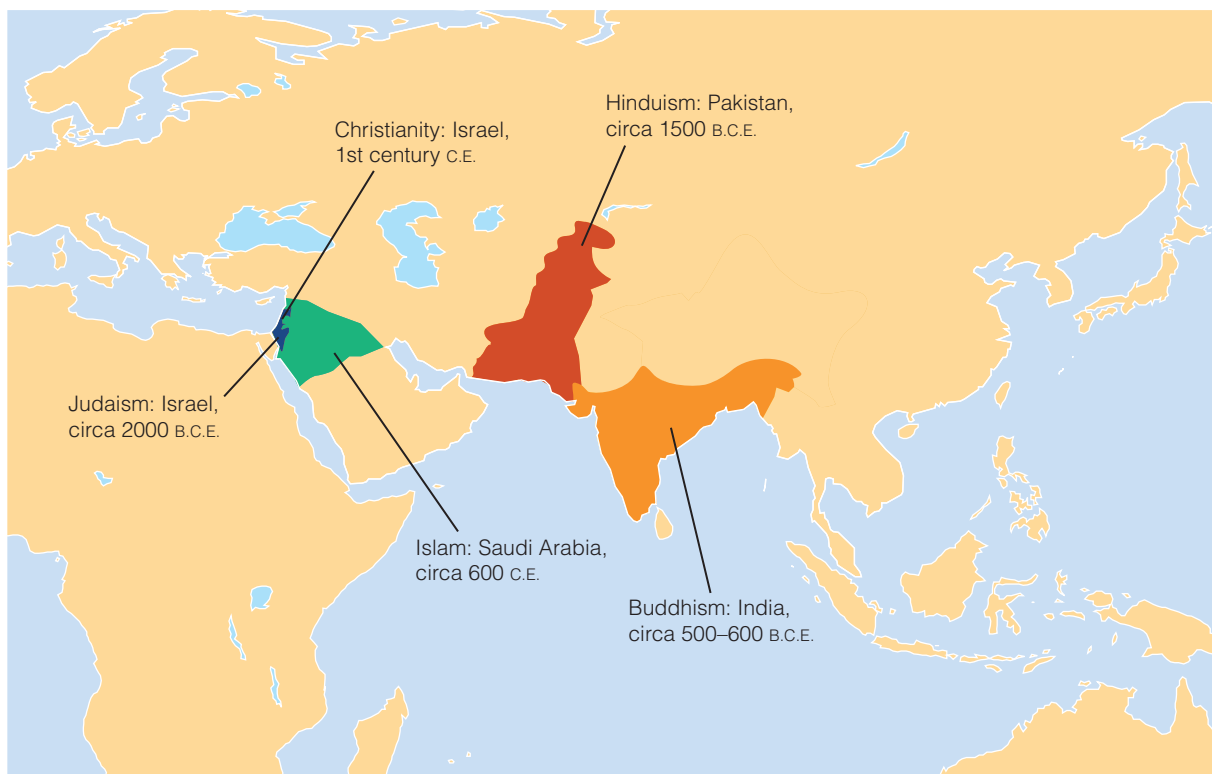 Hinduism: Pakistan,
circa 1500 B.C.E.
Christianity: Israel,
1st century C.E.
Judaism: Israel,
circa 2000 B.C.E.
Islam: Saudi Arabia,
circa 600 C.E.
Buddhism: India,
circa 500–600 B.C.E.